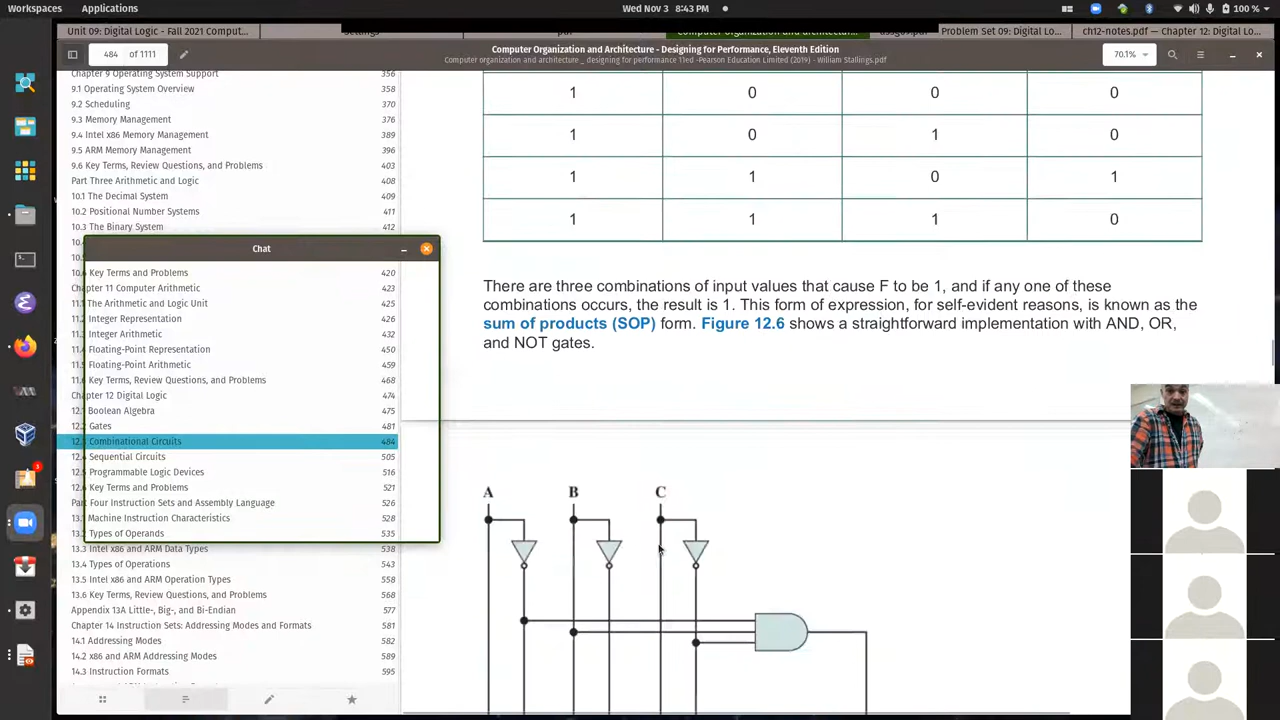 Workspaces Applications Wed Nov 3 8:43 PM 100 %
Unit 09: Digital Logic - Fall 2021 Comput… Problem Set 09: Digital Lo… ch12-notes.pdf — Chapter 12: Digital Lo…
484 of 1111 Computer Organization and Architecture - Designing for Performance, Eleventh Edition 70.1%
Computer organization and architecture _ designing for performance 11ed -Pearson Education Limited (2019) - William Stallings.pdf
Chapter 9 Operating System Support 356
9.1 Operating System Overview 358
9.2 Scheduling 370
9.3 Memory Management 376
9.4 Intel x86 Memory Management 389
9.5 ARM Memory Management 396
9.6 Key Terms, Review Questions, and Problems 403
Part Three Arithmetic and Logic 408
10.1 The Decimal System 409
10.2 Positional Number Systems 411
10.3 The Binary System 412
Chat
Key Terms and Problems 420
Chapter 11 Computer Arithmetic 423
The Arithmetic and Logic Unit 425
Integer Representation 426
Integer Arithmetic 432
Floating-Point Representation 450
Floating-Point Arithmetic 459
Key Terms, Review Questions, and Problems 468
Chapter 12 Digital Logic 474
Boolean Algebra 475
Gates 481
Combinational Circuits 484
Sequential Circuits 505
Programmable Logic Devices 516
Key Terms and Problems 521
Part Four Instruction Sets and Assembly Language 526
Machine Instruction Characteristics 528
Types of Operands 535
13.3 Intel x86 and ARM Data Types 538
13.4 Types of Operations 543
13.5 Intel x86 and ARM Operation Types 558
13.6 Key Terms, Review Questions, and Problems 568
Appendix 13A Little-, Big-, and Bi-Endian 577
Chapter 14 Instruction Sets: Addressing Modes and Formats 581
14.1 Addressing Modes 582
14.2 x86 and ARM Addressing Modes 589
14.3 Instruction Formats 595
1 0 0 0
1 0 1 0
1 1 0 1
1 1 1 0
There are three combinations of input values that cause F to be 1, and if any one of these
combinations occurs, the result is 1. This form of expression, for self-evident reasons, is known as the
sum of products (SOP) form. Figure 12.6 shows a straightforward implementation with AND, OR,
and NOT gates.
A B C